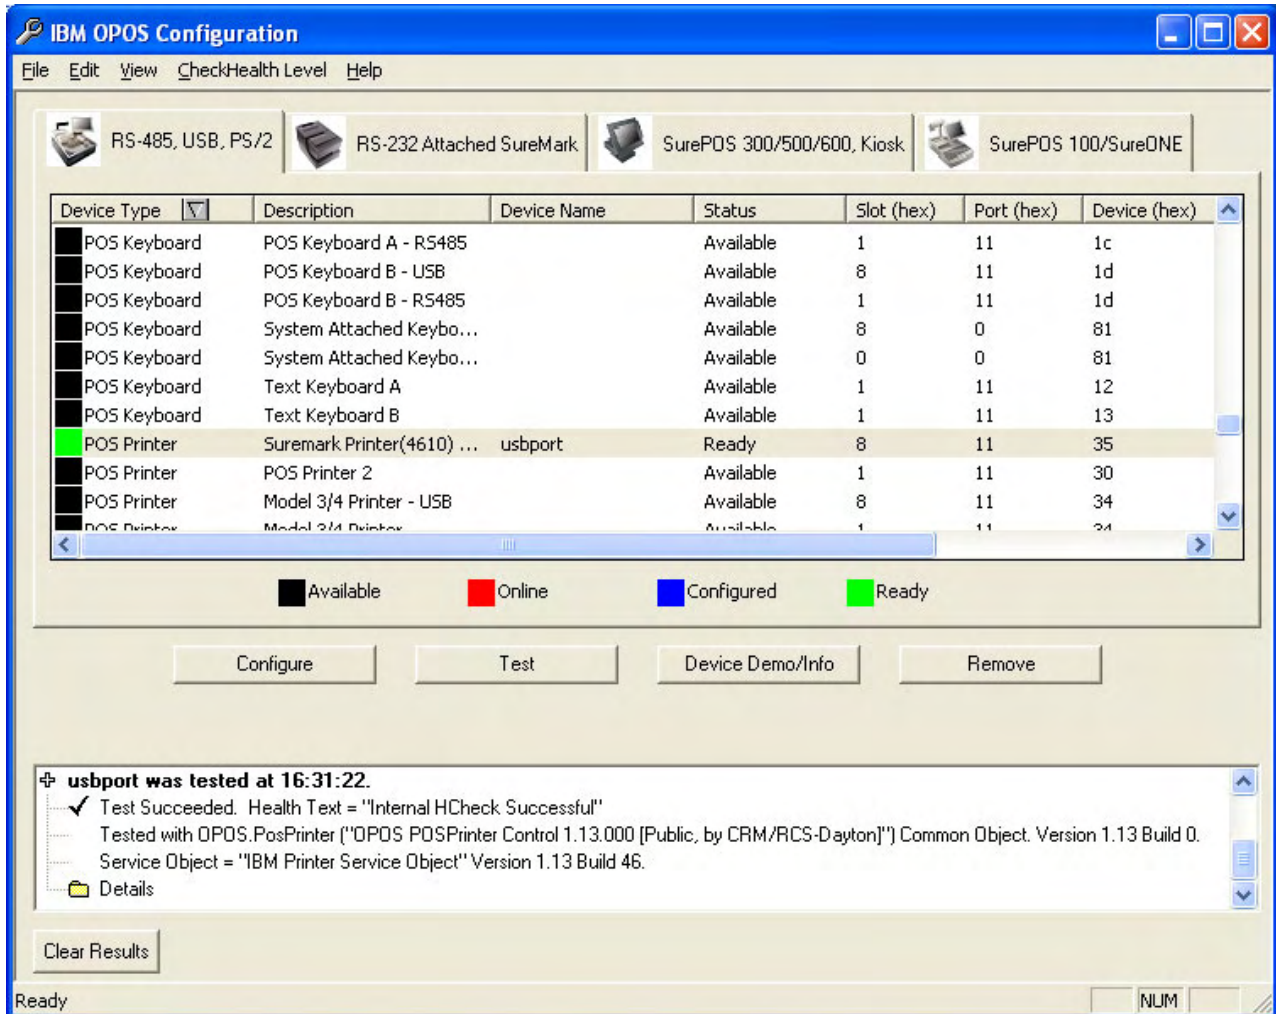 IBM OPOS Configuration
File Edit View CheckHealth Level Help
RS-485, USB, PS/2 RS-232 Attached SureMark SurePOS 300/500/600, Kiosk SurePOS 100/SureONE
Device Type Description Device Name Status Slot (hex) Port (hex) Device (hex)
POS Keyboard POS Keyboard A - RS485 Available 1 11 1c
POS Keyboard POS Keyboard B - USB Available 8 11 1d
POS Keyboard POS Keyboard B - RS485 Available 1 11 1d
POS Keyboard System Attached Keybo... Available 8 0 81
POS Keyboard System Attached Keybo... Available 0 0 81
POS Keyboard Text Keyboard A Available 1 11 12
POS Keyboard Text Keyboard B Available 1 11 13
POS Printer Suremark Printer(4610) ... usbport Ready 8 11 35
POS Printer POS Printer 2 Available 1 11 30
POS Printer Model 3/4 Printer - USB Available 8 11 34
POS Printer Model 3/4 Printer Available 1 11 34
Available Online Configured Ready
Configure Test Device Demo/Info Remove
usbport was tested at 16:31:22.
Test Succeeded. Health Text = "Internal HCheck Successful"
Tested with OPOS.PosPrinter ("OPOS POSPrinter Control 1.13.000 [Public, by CRM/RCS-Dayton]") Common Object. Version 1.13 Build 0.
Service Object = "IBM Printer Service Object" Version 1.13 Build 46.
Details
Clear Results
Ready NUM